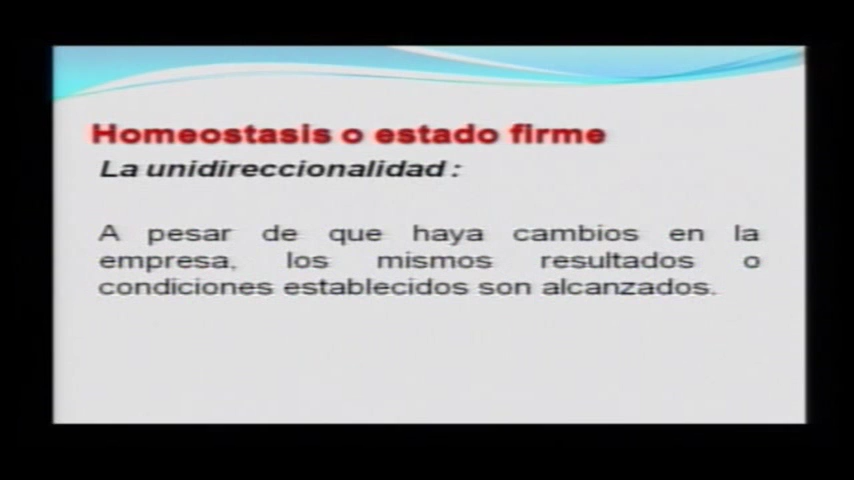 Homeostasis o estado firme
La unidireccionalidad :
A pesar de que haya cambios en la
empresa, los mismos resultados o
condiciones establecidos son alcanzados.